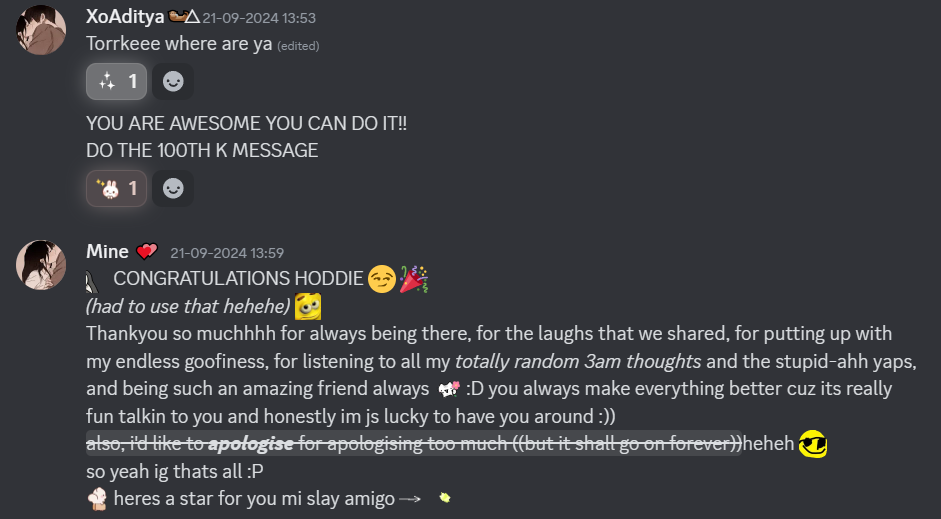 XoAditya 21-09-2024 13:53
Torrkeee where are ya (edited)
1
YOU ARE AWESOME YOU CAN DO IT!!
DO THE 100TH K MESSAGE
1
Mine 21-09-2024 13:59
CONGRATULATIONS HODDIE
(had to use that hehehe)
Thankyou so muchhhh for always being there, for the laughs that we shared, for putting up with
my endless goofiness, for listening to all my totally random 3am thoughts and the stupid-ahh yaps,
and being such an amazing friend always :D you always make everything better cuz its really
fun talkin to you and honestly im js lucky to have you around :))
also, i'd like to apologise for apologising too much ((but it shall go on forever))heheh
so yeah ig thats all :P
heres a star for you mi slay amigo →